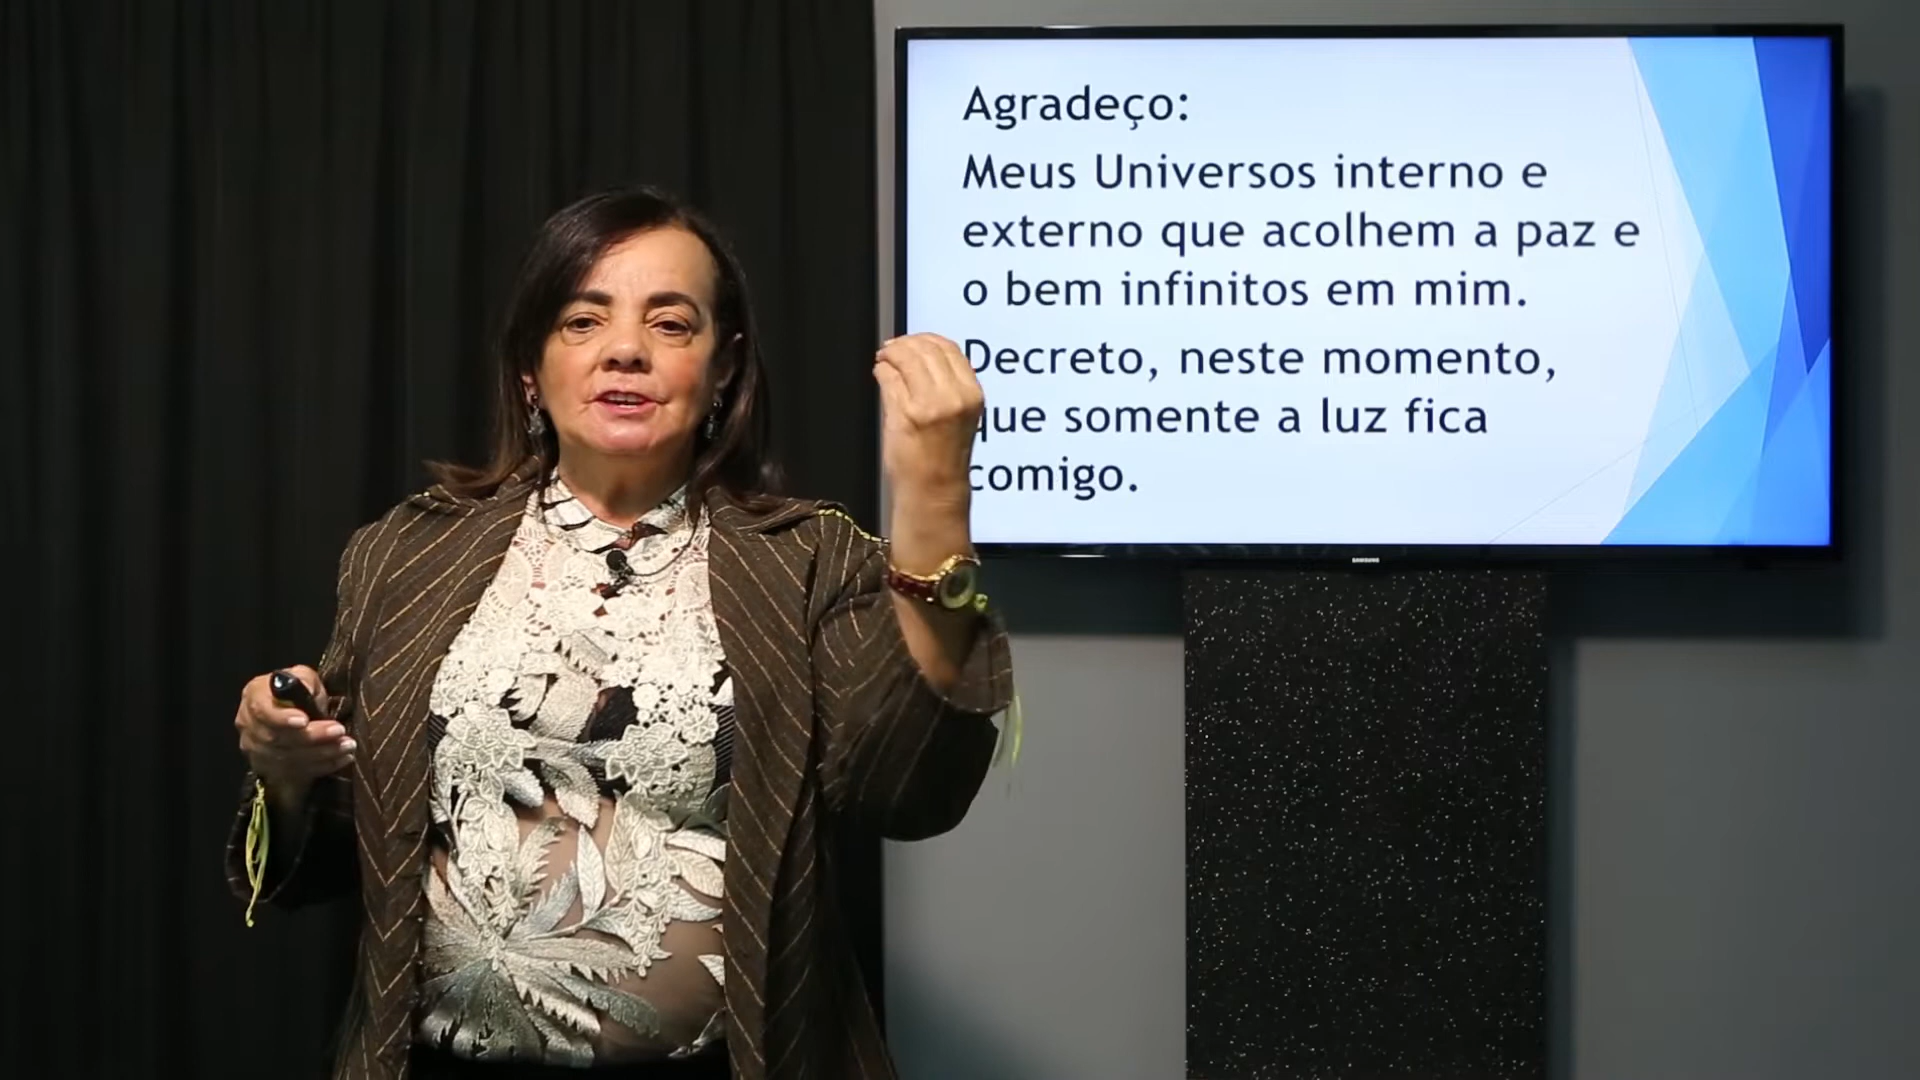 Agradeço:
Meus Universos interno e
externo que acolhem a paz e
o bem infinitos em mim.
Decreto, neste momento,
que somente a luz fica
comigo.
SAMSUNG